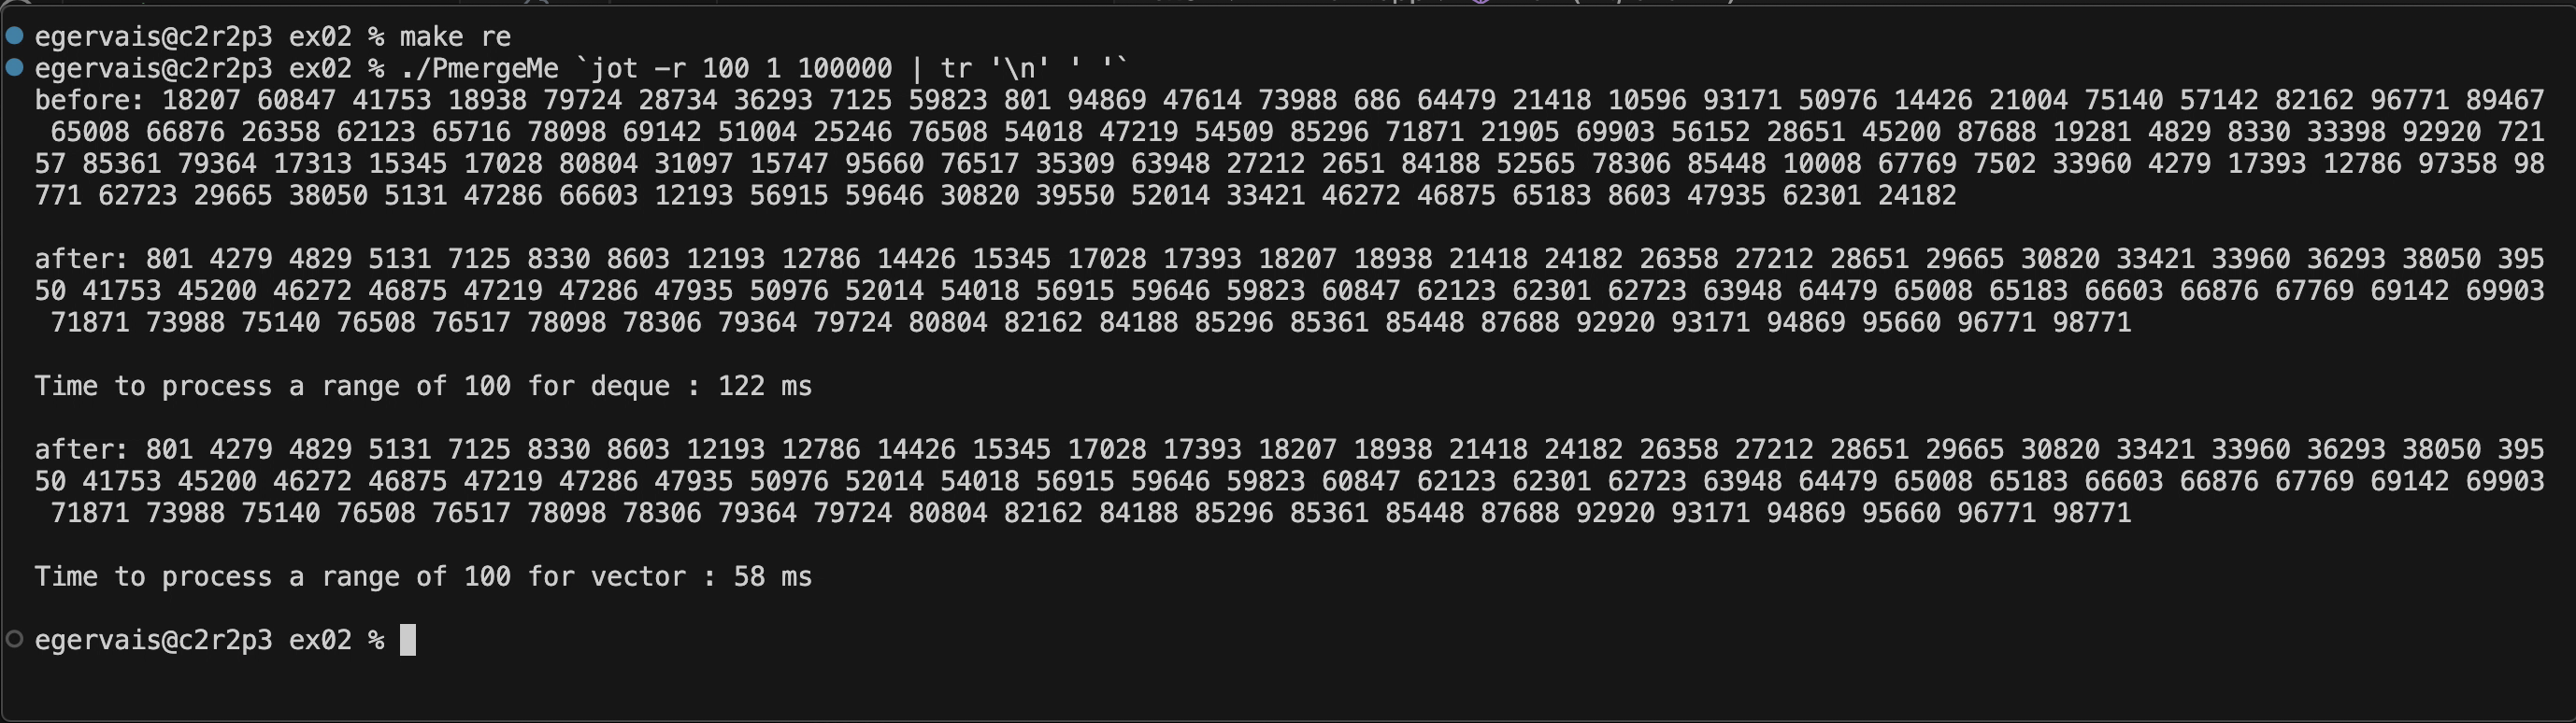 egervais@c2r2p3 ex02 % make re
egervais@c2r2p3 ex02 % ./PmergeMe `jot -r 100 1 100000 | tr '\n' ' '`
before: 18207 60847 41753 18938 79724 28734 36293 7125 59823 801 94869 47614 73988 686 64479 21418 10596 93171 50976 14426 21004 75140 57142 82162 96771 89467
65008 66876 26358 62123 65716 78098 69142 51004 25246 76508 54018 47219 54509 85296 71871 21905 69903 56152 28651 45200 87688 19281 4829 8330 33398 92920 721
57 85361 79364 17313 15345 17028 80804 31097 15747 95660 76517 35309 63948 27212 2651 84188 52565 78306 85448 10008 67769 7502 33960 4279 17393 12786 97358 98
771 62723 29665 38050 5131 47286 66603 12193 56915 59646 30820 39550 52014 33421 46272 46875 65183 8603 47935 62301 24182
after: 801 4279 4829 5131 7125 8330 8603 12193 12786 14426 15345 17028 17393 18207 18938 21418 24182 26358 27212 28651 29665 30820 33421 33960 36293 38050 395
50 41753 45200 46272 46875 47219 47286 47935 50976 52014 54018 56915 59646 59823 60847 62123 62301 62723 63948 64479 65008 65183 66603 66876 67769 69142 69903
71871 73988 75140 76508 76517 78098 78306 79364 79724 80804 82162 84188 85296 85361 85448 87688 92920 93171 94869 95660 96771 98771
Time to process a range of 100 for deque : 122 ms
after: 801 4279 4829 5131 7125 8330 8603 12193 12786 14426 15345 17028 17393 18207 18938 21418 24182 26358 27212 28651 29665 30820 33421 33960 36293 38050 395
50 41753 45200 46272 46875 47219 47286 47935 50976 52014 54018 56915 59646 59823 60847 62123 62301 62723 63948 64479 65008 65183 66603 66876 67769 69142 69903
71871 73988 75140 76508 76517 78098 78306 79364 79724 80804 82162 84188 85296 85361 85448 87688 92920 93171 94869 95660 96771 98771
Time to process a range of 100 for vector : 58 ms
egervais@c2r2p3 ex02 %